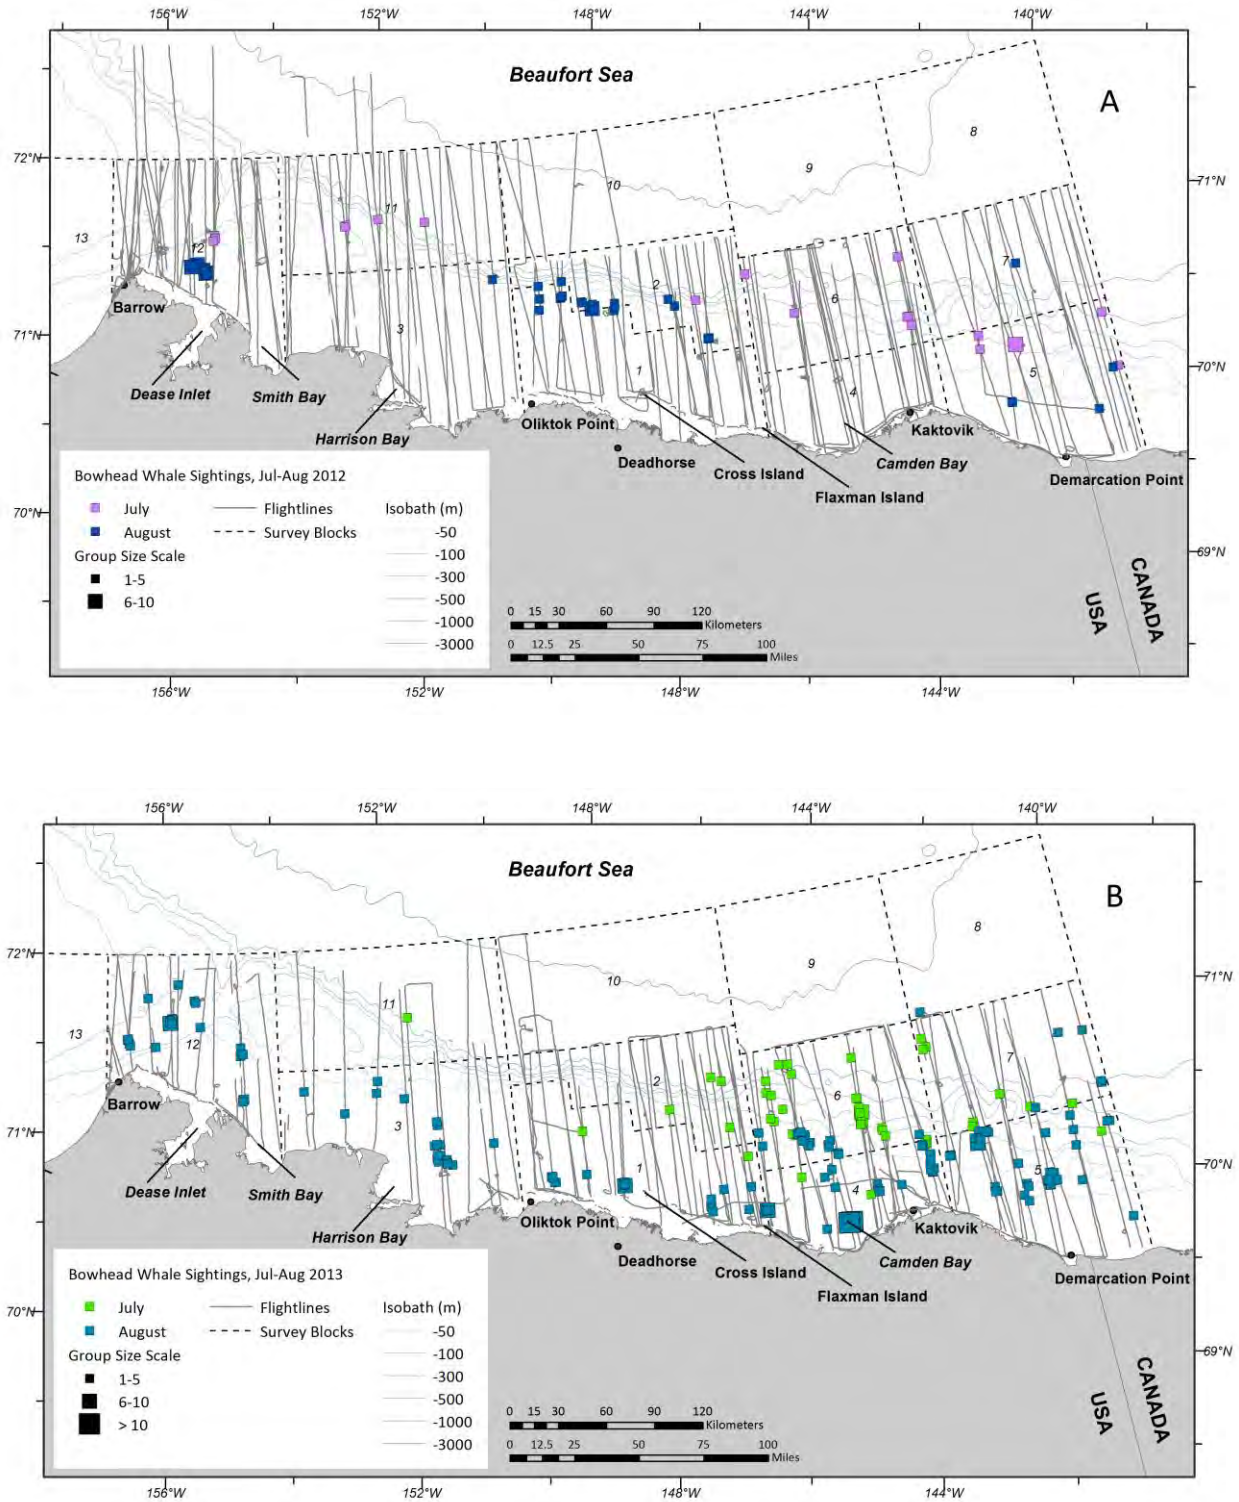 156°W 152°W 148°W 144°W 140°W
Beaufort Sea
A
8
72°N
9
71°N
10
11
13
12
7
2
6
Barrow
71°N
3
1
5
70°N
4
Dease Inlet
Smith Bay
Harrison Bay
Oliktok Point
Kaktovik
Deadhorse
Cross Island
Camden Bay
Flaxman Island
Demarcation Point
Bowhead Whale Sightings, Jul-Aug 2012
July Flightlines Isobath (m)
August Survey Blocks -50
Group Size Scale -100
1-5 -300
6-10 -500
-1000
-3000
70°N
69°N
CANADA
USA
0 15 30 60 90 120
Kilometers
0 12.5 25 50 75 100
Miles
156°W 152°W 148°W 144°W
156°W 152°W 148°W 144°W 140°W
Beaufort Sea
B
8
72°N
9
71°N
10
11
13
12
7
2
6
Barrow
71°N
3
1
5
70°N
4
Dease Inlet
Smith Bay
Harrison Bay
Oliktok Point
Kaktovik
Deadhorse
Cross Island
Camden Bay
Flaxman Island
Demarcation Point
Bowhead Whale Sightings, Jul-Aug 2013
July Flightlines Isobath (m)
August Survey Blocks -50
Group Size Scale -100
1-5 -300
6-10 -500
> 10 -1000
-3000
70°N
69°N
CANADA
USA
0 15 30 60 90 120
Kilometers
0 12.5 25 50 75 100
Miles
156°W 152°W 148°W 144°W